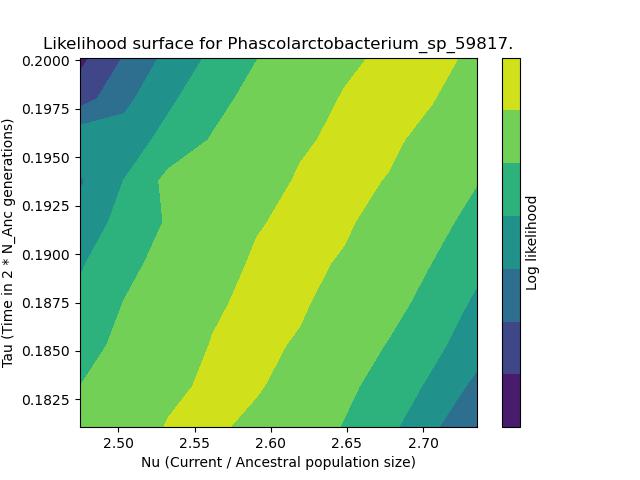 Likelihood surface for Phascolarctobacterium_sp_59817.
0.2000
0.1975
0.1950
0.1925
0.1900
0.1875
0.1850
0.1825
Tau (Time in 2 * N_Anc generations)
2.50 2.55 2.60 2.65 2.70
Nu (Current / Ancestral population size)
Log likelihood